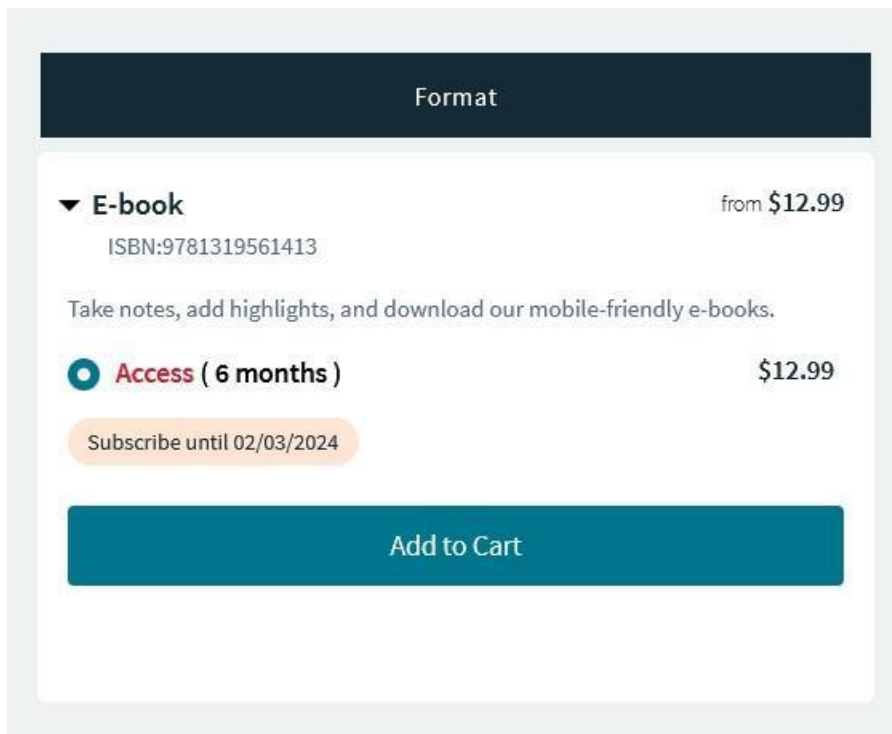 Format
E-book from $12.99
ISBN:9781319561413
Take notes, add highlights, and download our mobile-friendly e-books.
Access ( 6 months ) $12.99
Subscribe until 02/03/2024
Add to Cart